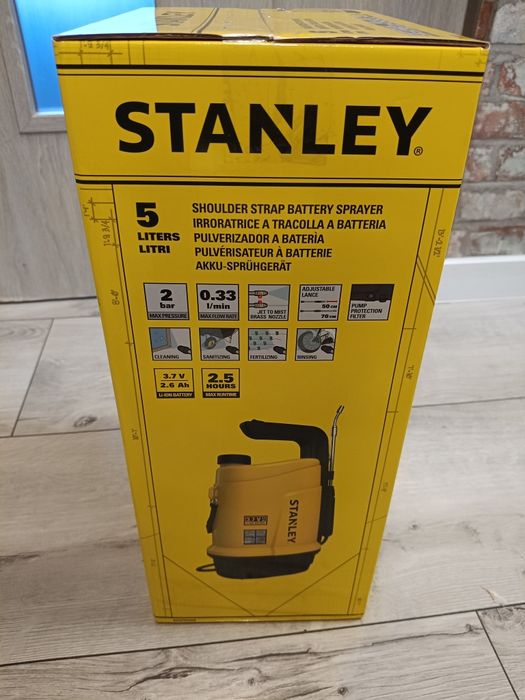 STANLEY®
5
LITERS
LITRI
SHOULDER STRAP BATTERY SPRAYER
IRRORATRICE A TRACOLLA A BATTERIA
PULVERIZADOR A BATERÍA
PULVÉRISATEUR À BATTERIE
AKKU-SPRÜHGERÄT
2
bar
MAX PRESSURE
0.33
l/min
MAX FLOW RATE
JET TO MIST
BRASS NOZZLE
ADJUSTABLE
LANCE
50 CM
70 CM
PUMP
PROTECTION
FILTER
CLEANING
SANITIZING
FERTILIZING
RINSING
3.7 V
2.6 Ah
LI-ION BATTERY
2.5
HOURS
MAX RUNTIME
STANLEY
3.7V